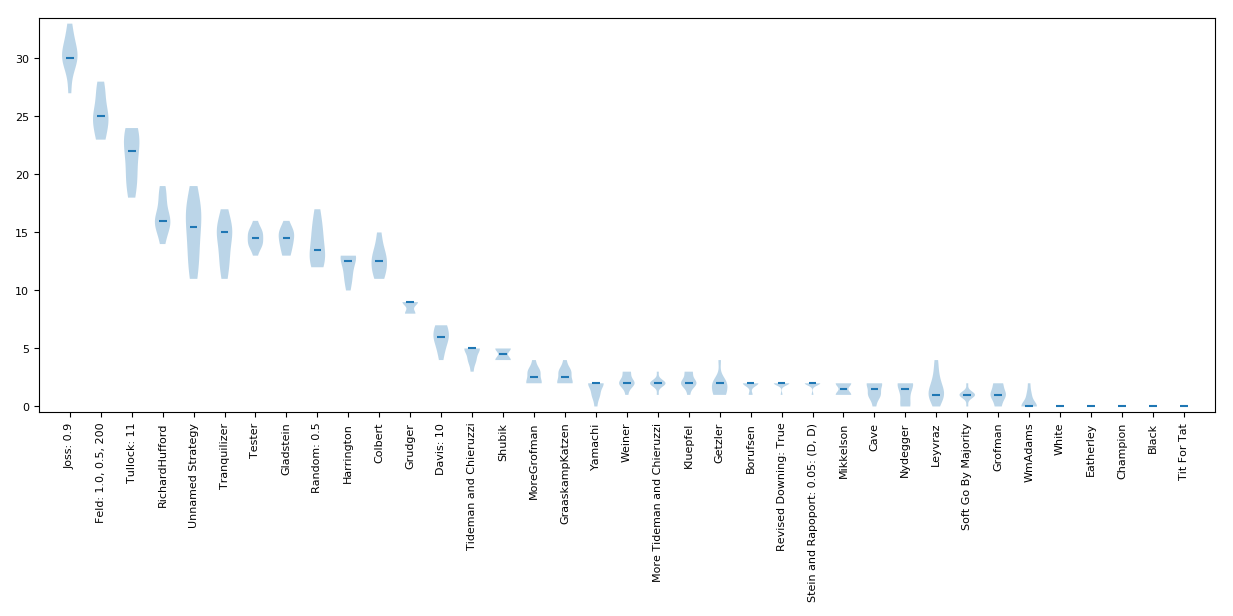 30
25
20
15
10
5
0
Joss: 0.9
Feld: 1.0, 0.5, 200
Tullock: 11
RichardHufford
Unnamed Strategy
Tranquilizer
Tester
Gladstein
Random: 0.5
Harrington
Colbert
Grudger
Davis: 10
Tideman and Chieruzzi
Shubik
MoreGrofman
GraaskampKatzen
Yamachi
Weiner
More Tideman and Chieruzzi
Kluepfel
Getzler
Borufsen
Revised Downing: True
Stein and Rapoport: 0.05: (D, D)
Mikkelson
Cave
Nydegger
Leyvraz
Soft Go By Majority
Grofman
WmAdams
White
Eatherley
Champion
Black
Tit For Tat